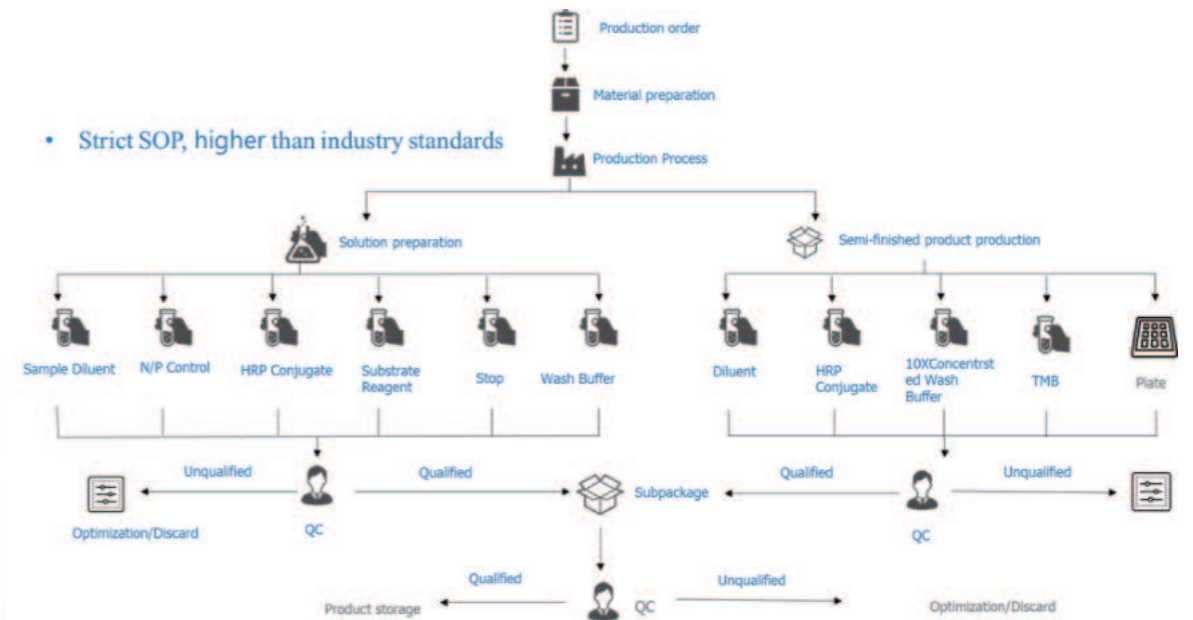 Production order
Material preparation
• Strict SOP, higher than industry standards
Production Process
Solution preparation
Semi-finished product production
Sample Diluent
N/P Control
HRP Conjugate
Substrate
Reagent
Stop
Wash Buffer
Diluent
HRP
Conjugate
10XConcentrst
ed Wash
Buffer
TMB
Plate
Unqualified
Qualified
Subpackage
Qualified
Unqualified
Optimization/Discard
QC
QC
Qualified
Unqualified
Product storage
QC
Optimization/Discard